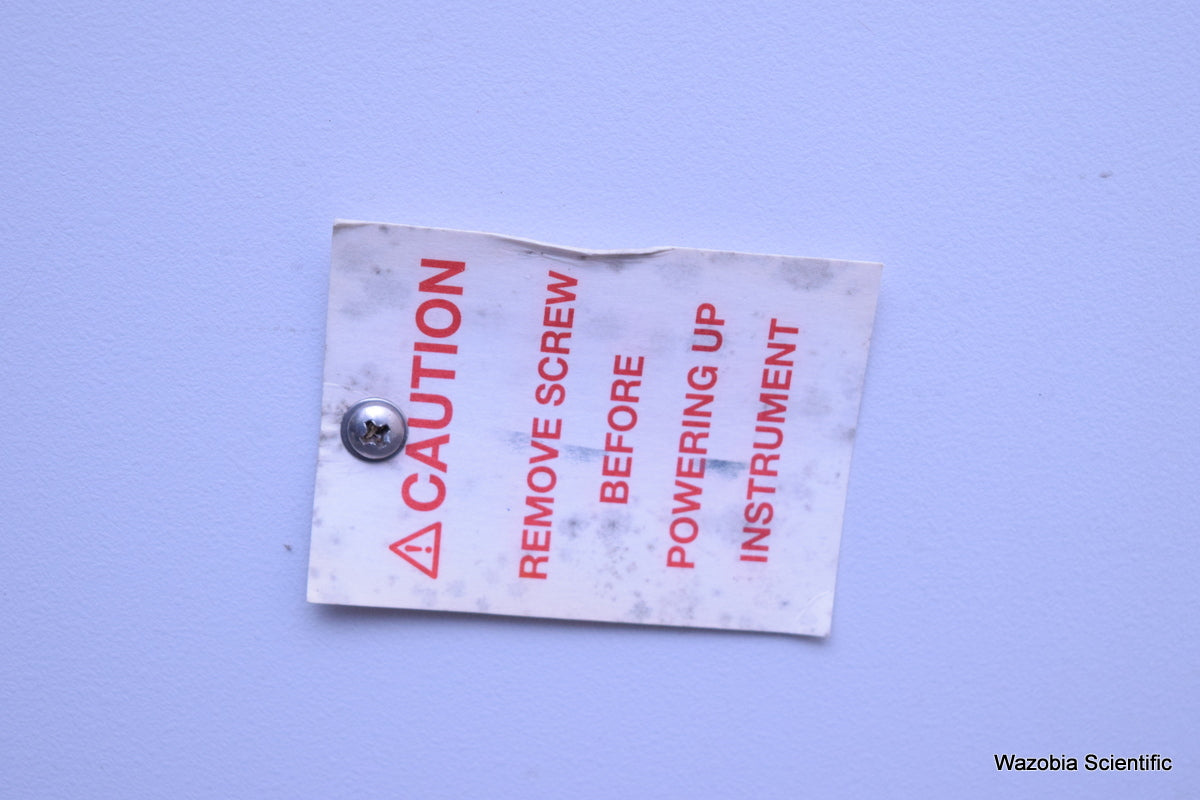 ⚠ CAUTION
REMOVE SCREW
BEFORE
POWERING UP
INSTRUMENT
Wazobia Scientific